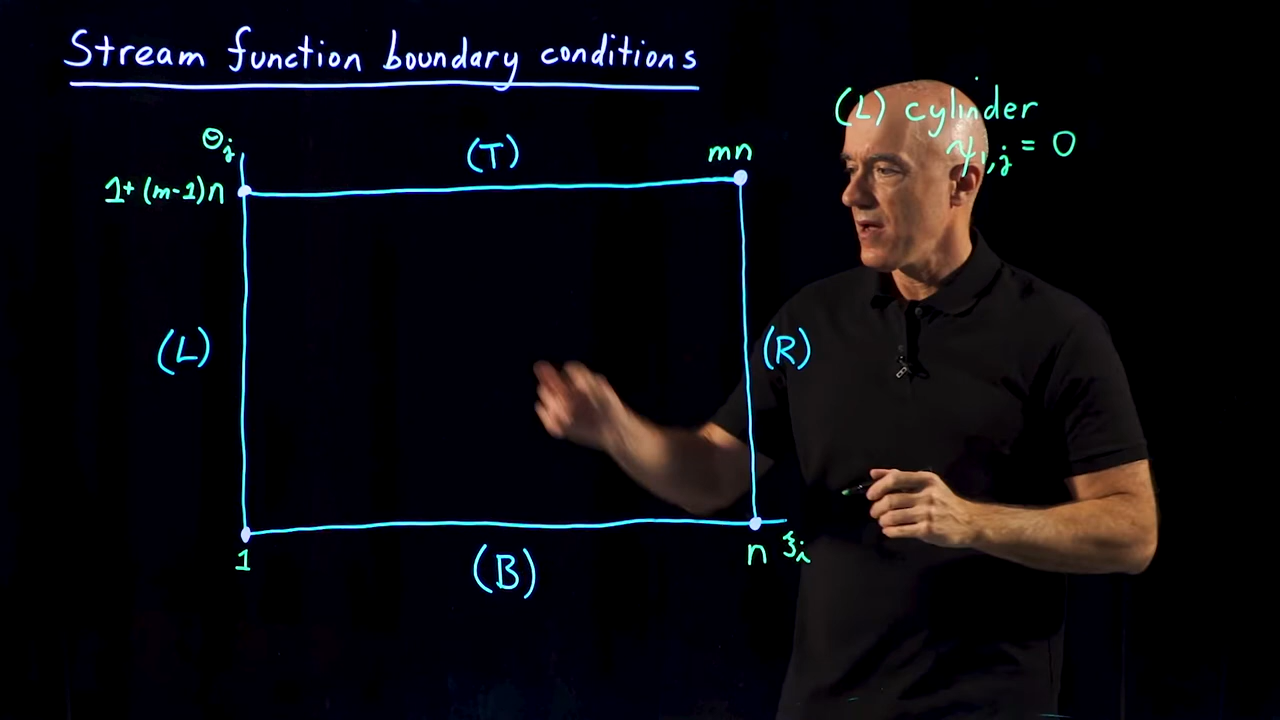 Stream function boundary conditions
(L) cylinder
ψ₁,ⱼ = 0
θⱼ
(T)
mn
1+(m-1)n
(L)
(R)
1
(B)
n
ξᵢ